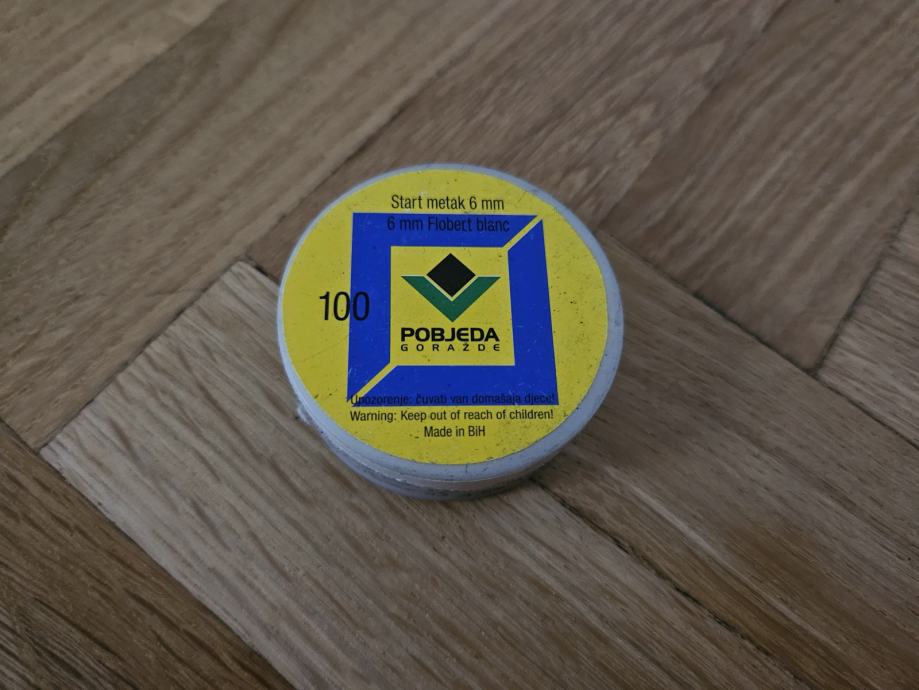 Start metak 6 mm
6 mm Flobert blanc
100
POBJEDA
GORAŽDE
Upozorenje: čuvati van domašaja djece!
Warning: Keep out of reach of children!
Made in BiH